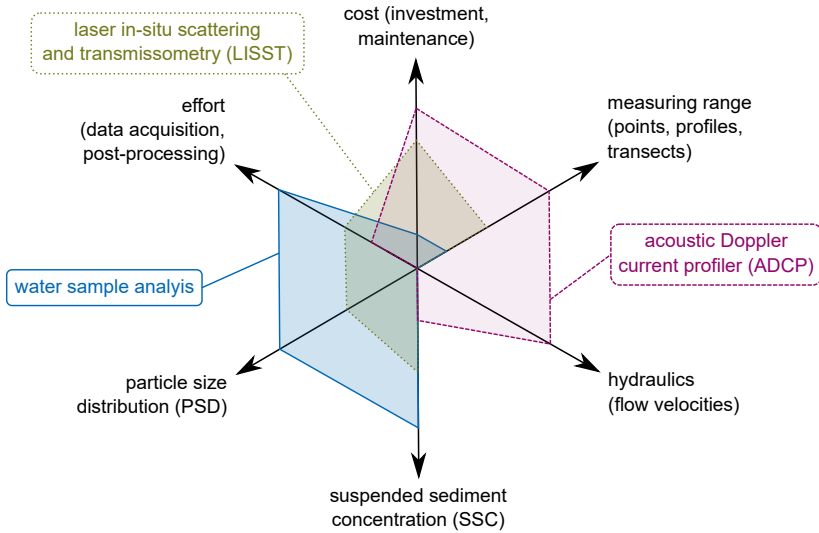 laser in-situ scattering
and transmissometry (LISST)
cost (investment,
maintenance)
effort
(data acquisition,
post-processing)
measuring range
(points, profiles,
transects)
water sample analyis
acoustic Doppler
current profiler (ADCP)
particle size
distribution (PSD)
hydraulics
(flow velocities)
suspended sediment
concentration (SSC)